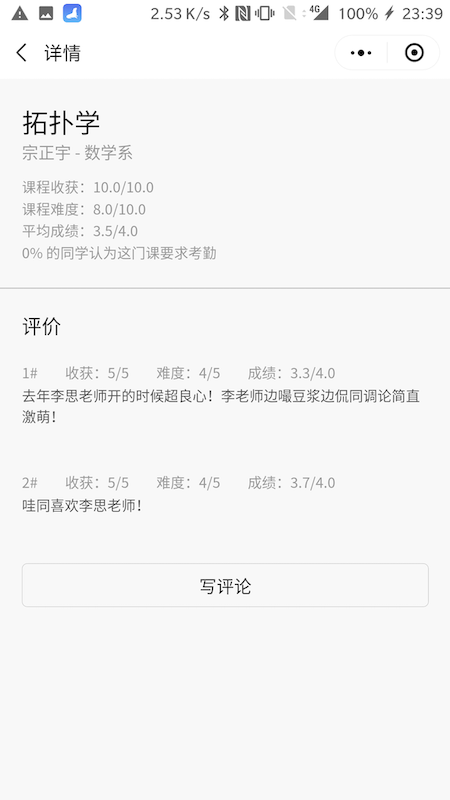 2.53 K/s 4G 100% 23:39
详情
拓扑学
宗正宇 - 数学系
课程收获：10.0/10.0
课程难度：8.0/10.0
平均成绩：3.5/4.0
0% 的同学认为这门课要求考勤
评价
1# 收获：5/5 难度：4/5 成绩：3.3/4.0
去年李思老师开的时候超良心！李老师边嘬豆浆边侃同调论简直
激萌！
2# 收获：5/5 难度：4/5 成绩：3.7/4.0
哇同喜欢李思老师！
写评论